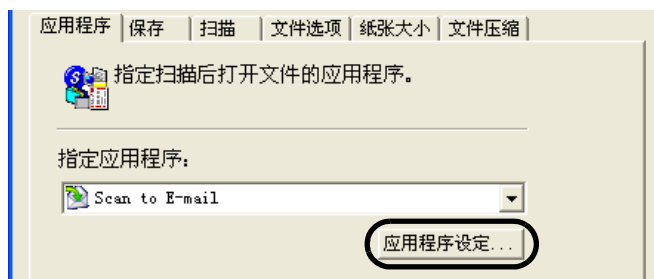 应用程序 保存 扫描 文件选项 纸张大小 文件压缩
指定扫描后打开文件的应用程序。
指定应用程序:
Scan to E-mail
应用程序设定...